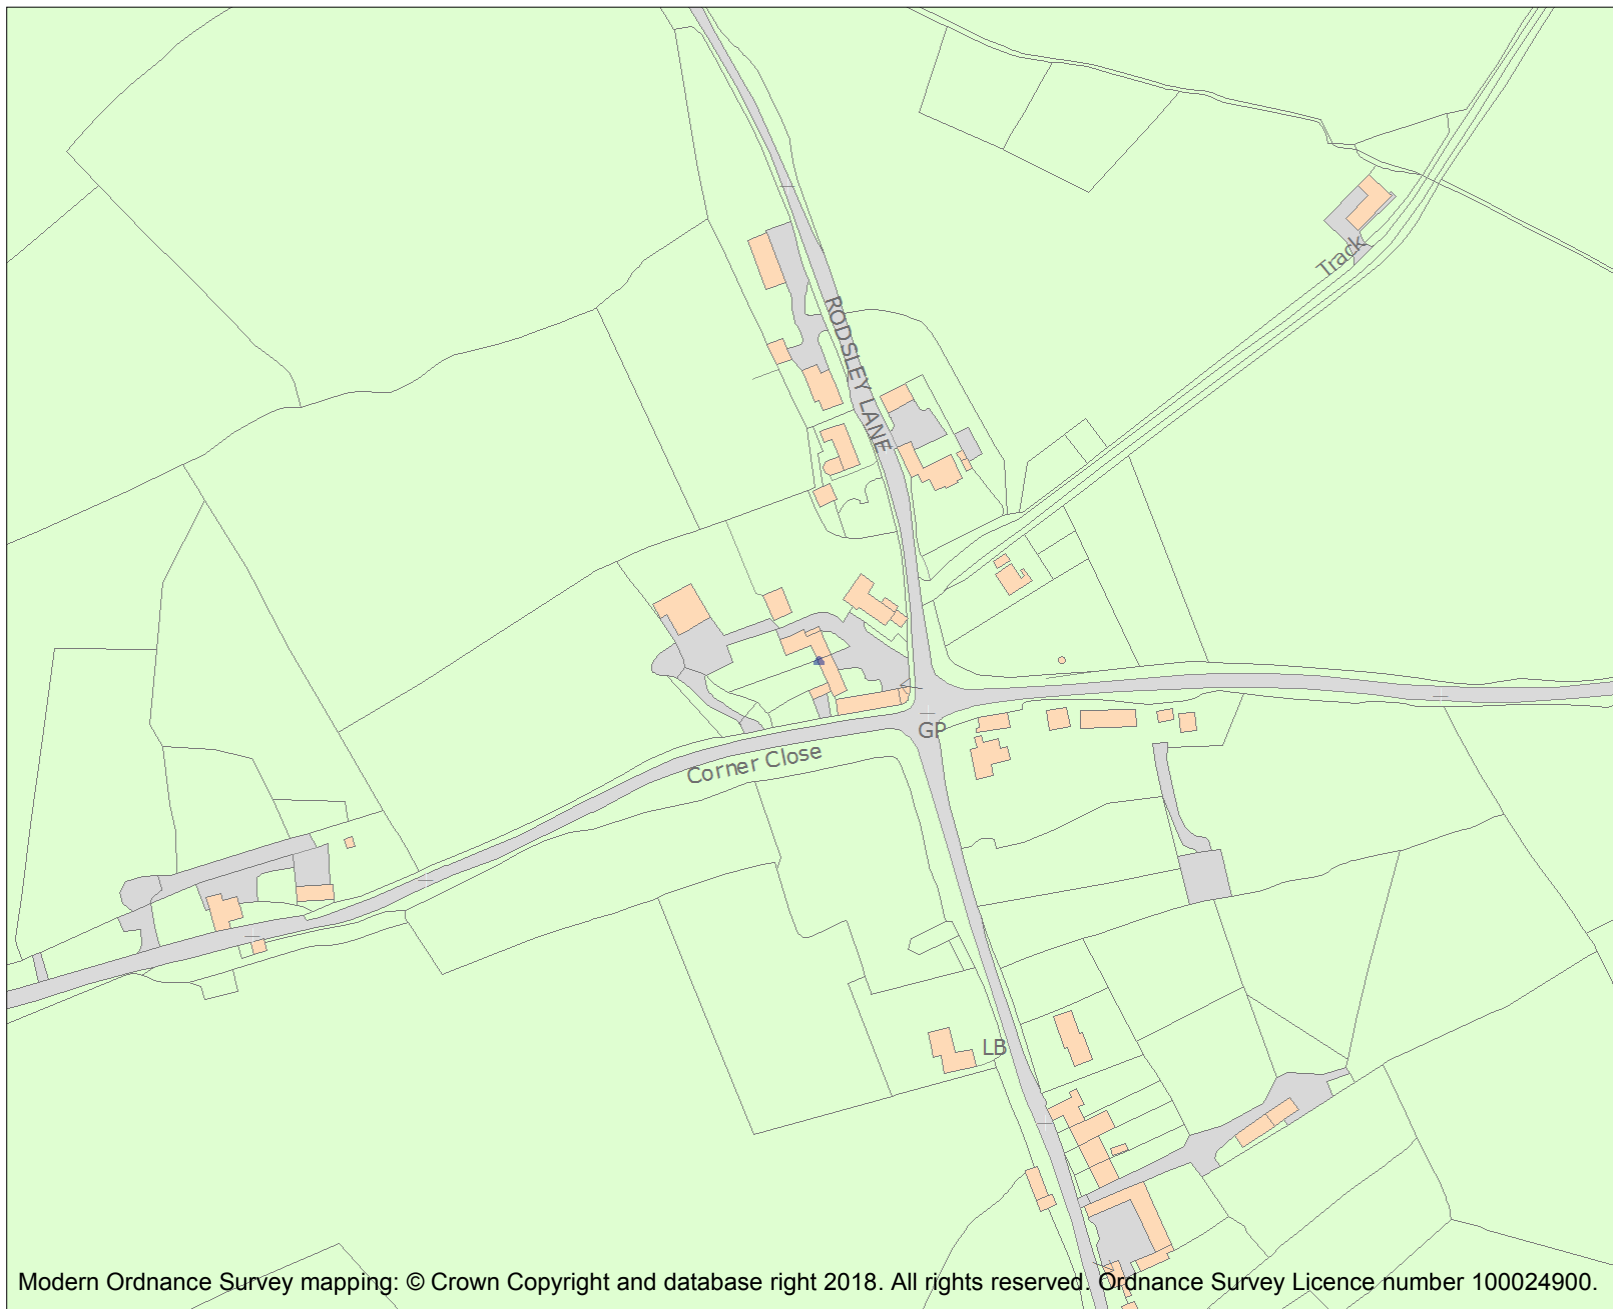 Track
RODSLEY LANE
GP
Corner Close
LB
Modern Ordnance Survey mapping: © Crown Copyright and database right 2018. All rights reserved. Ordnance Survey Licence number 100024900.